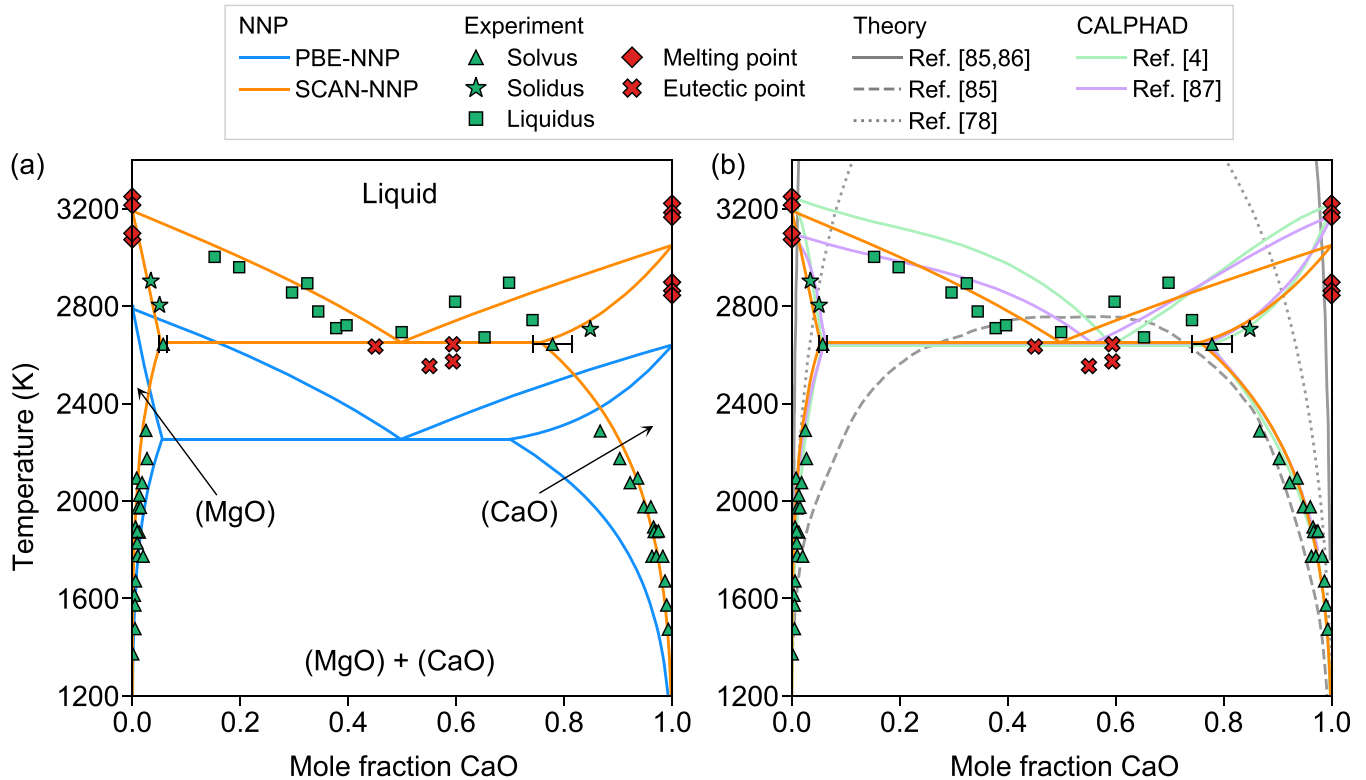 NNP
PBE-NNP
SCAN-NNP
Experiment
Solvus
Solidus
Liquidus
Melting point
Eutectic point
Theory
Ref. [85,86]
Ref. [85]
Ref. [78]
CALPHAD
Ref. [4]
Ref. [87]
(a)
Liquid
(MgO)
(CaO)
(MgO) + (CaO)
Temperature (K)
3200
2800
2400
2000
1600
1200
0.0 0.2 0.4 0.6 0.8 1.0
Mole fraction CaO
(b)
3200
2800
2400
2000
1600
1200
0.0 0.2 0.4 0.6 0.8 1.0
Mole fraction CaO